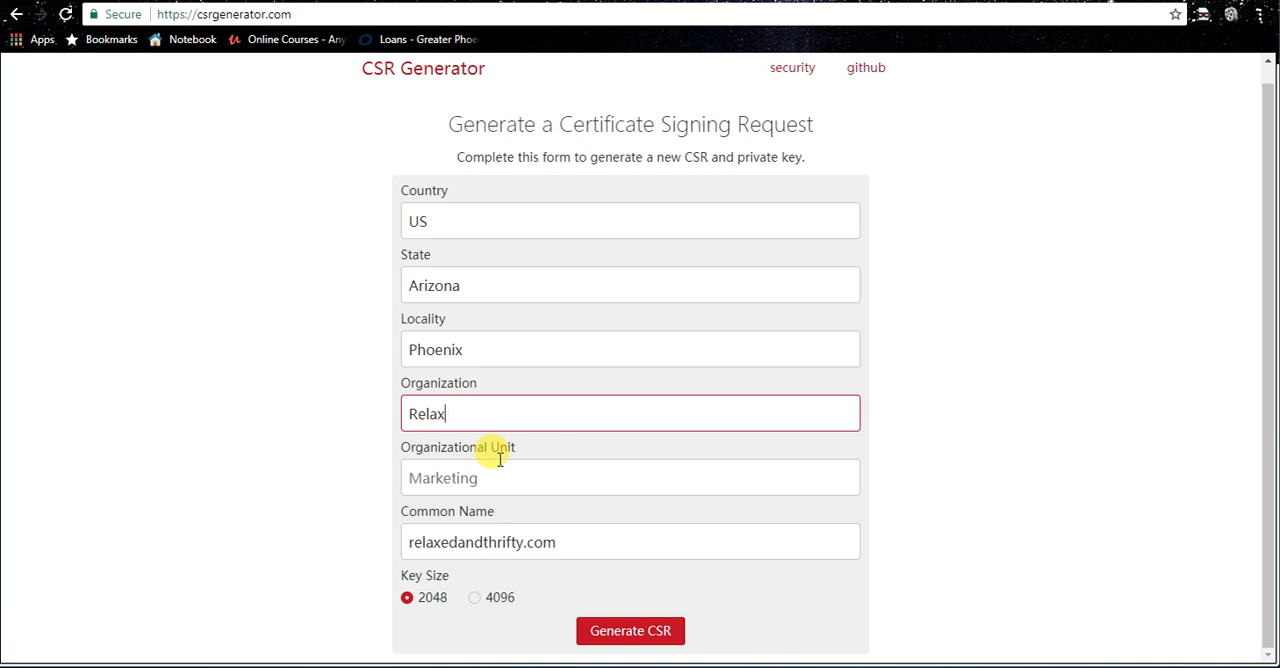 Secure https://csrgenerator.com
Apps Bookmarks Notebook Online Courses - Any Loans - Greater Phoe
CSR Generator security github
Generate a Certificate Signing Request
Complete this form to generate a new CSR and private key.
Country
US
State
Arizona
Locality
Phoenix
Organization
Relax
Organizational Unit
Marketing
Common Name
relaxedandthrifty.com
Key Size
2048 4096
Generate CSR